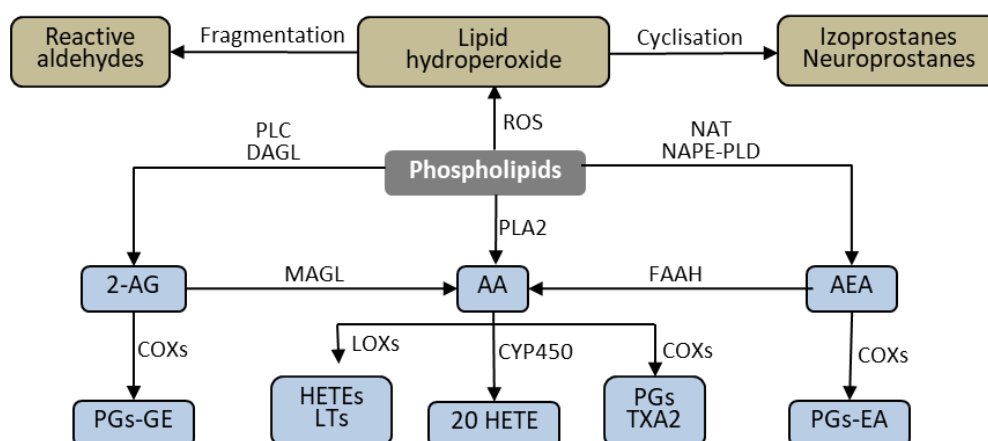 Reactive
aldehydes
Fragmentation
Lipid
hydroperoxide
Cyclisation
Izoprostanes
Neuroprostanes
ROS
PLC
DAGL
Phospholipids
NAT
NAPE-PLD
PLA2
2-AG
MAGL
AA
FAAH
AEA
COXs
LOXs
CYP450
COXs
COXs
PGs-GE
HETEs
LTs
20 HETE
PGs
TXA2
PGs-EA